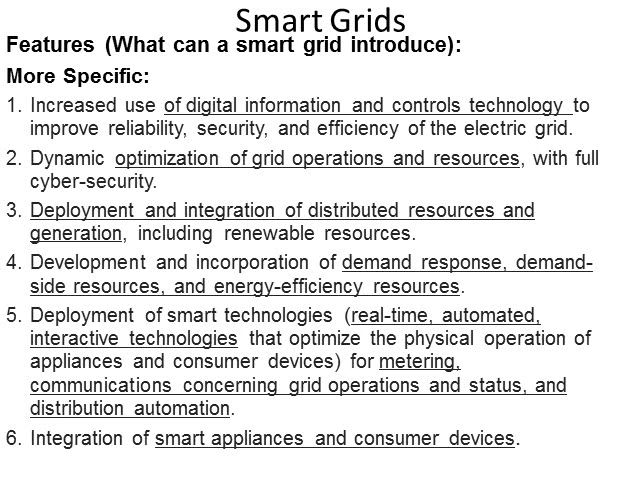 Smart Grids
Features (What can a smart grid introduce):
More Specific:
1. Increased use of digital information and controls technology to
improve reliability, security, and efficiency of the electric grid.
2. Dynamic optimization of grid operations and resources, with full
cyber-security.
3. Deployment and integration of distributed resources and
generation, including renewable resources.
4. Development and incorporation of demand response, demand-
side resources, and energy-efficiency resources.
5. Deployment of smart technologies (real-time, automated,
interactive technologies that optimize the physical operation of
appliances and consumer devices) for metering,
communications concerning grid operations and status, and
distribution automation.
6. Integration of smart appliances and consumer devices.